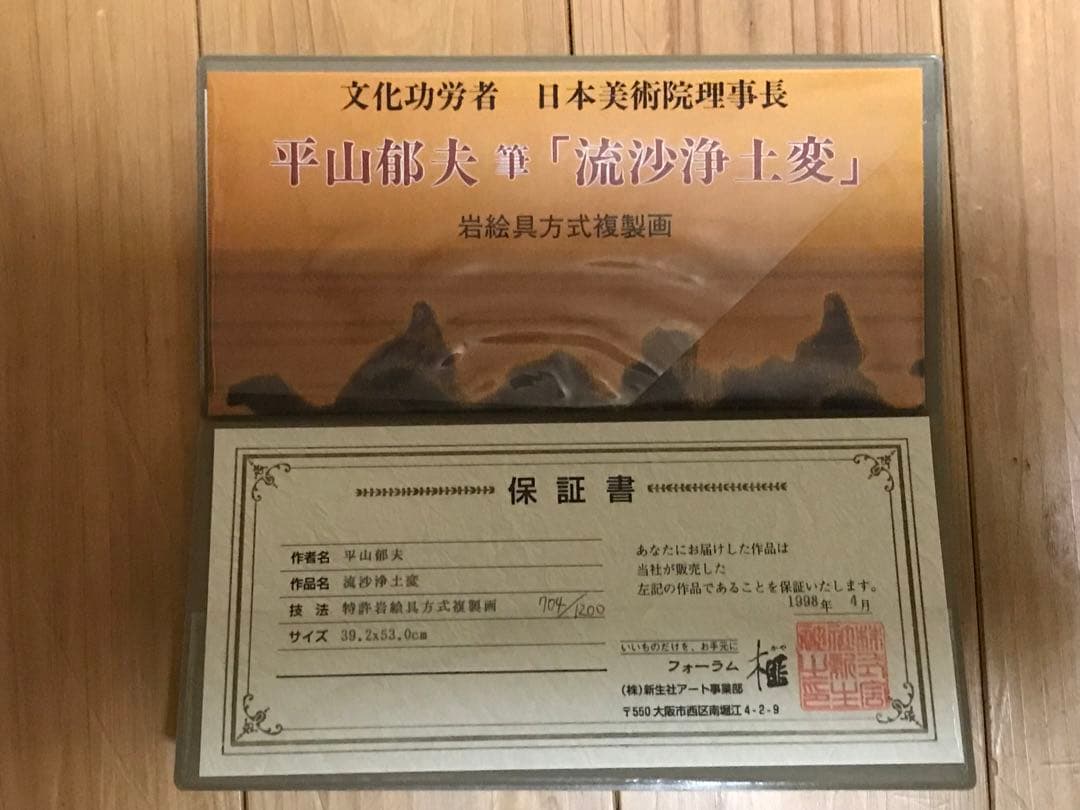 文化功労者 日本美術院理事長
平山郁夫 筆「流沙浄土変」
岩絵具方式複製画
保証書
作者名 平山郁夫
作品名 流沙浄土変
技法 特許岩絵具方式複製画 704/1200
サイズ 39.2x53.0cm
あなたにお届けした作品は
当社が販売した
左記の作品であることを保証いたします。
1998年 4月
いいものだけを、お手元に
フォーラム 榧
かや
(株)新生社アート事業部
〒550 大阪市西区南堀江4-2-9